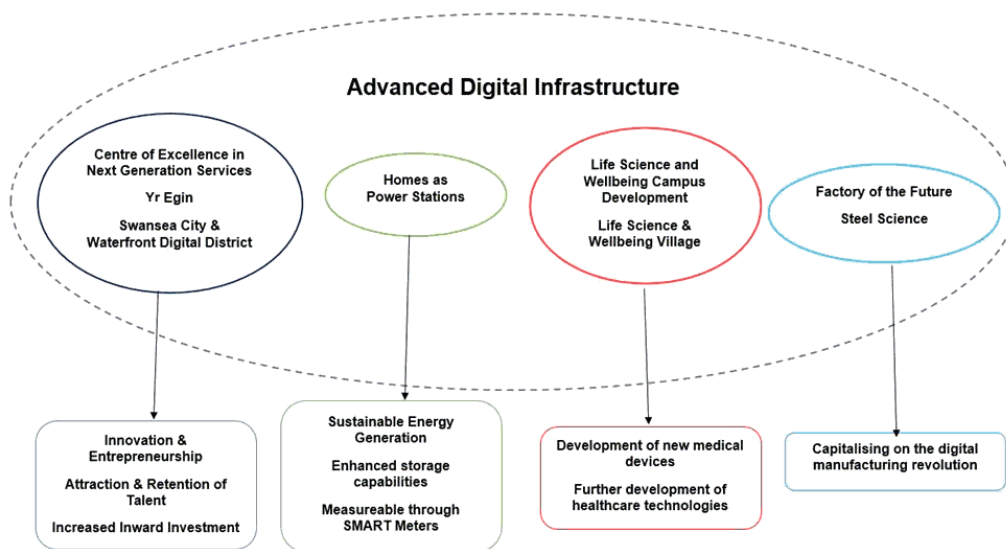 Advanced Digital Infrastructure
Centre of Excellence in
Next Generation Services
Yr Egin
Swansea City &
Waterfront Digital District
Homes as
Power Stations
Life Science and
Wellbeing Campus
Development
Life Science &
Wellbeing Village
Factory of the Future
Steel Science
Innovation &
Entrepreneurship
Attraction & Retention of
Talent
Increased Inward Investment
Sustainable Energy
Generation
Enhanced storage
capabilities
Measureable through
SMART Meters
Development of new medical
devices
Further development of
healthcare technologies
Capitalising on the digital
manufacturing revolution